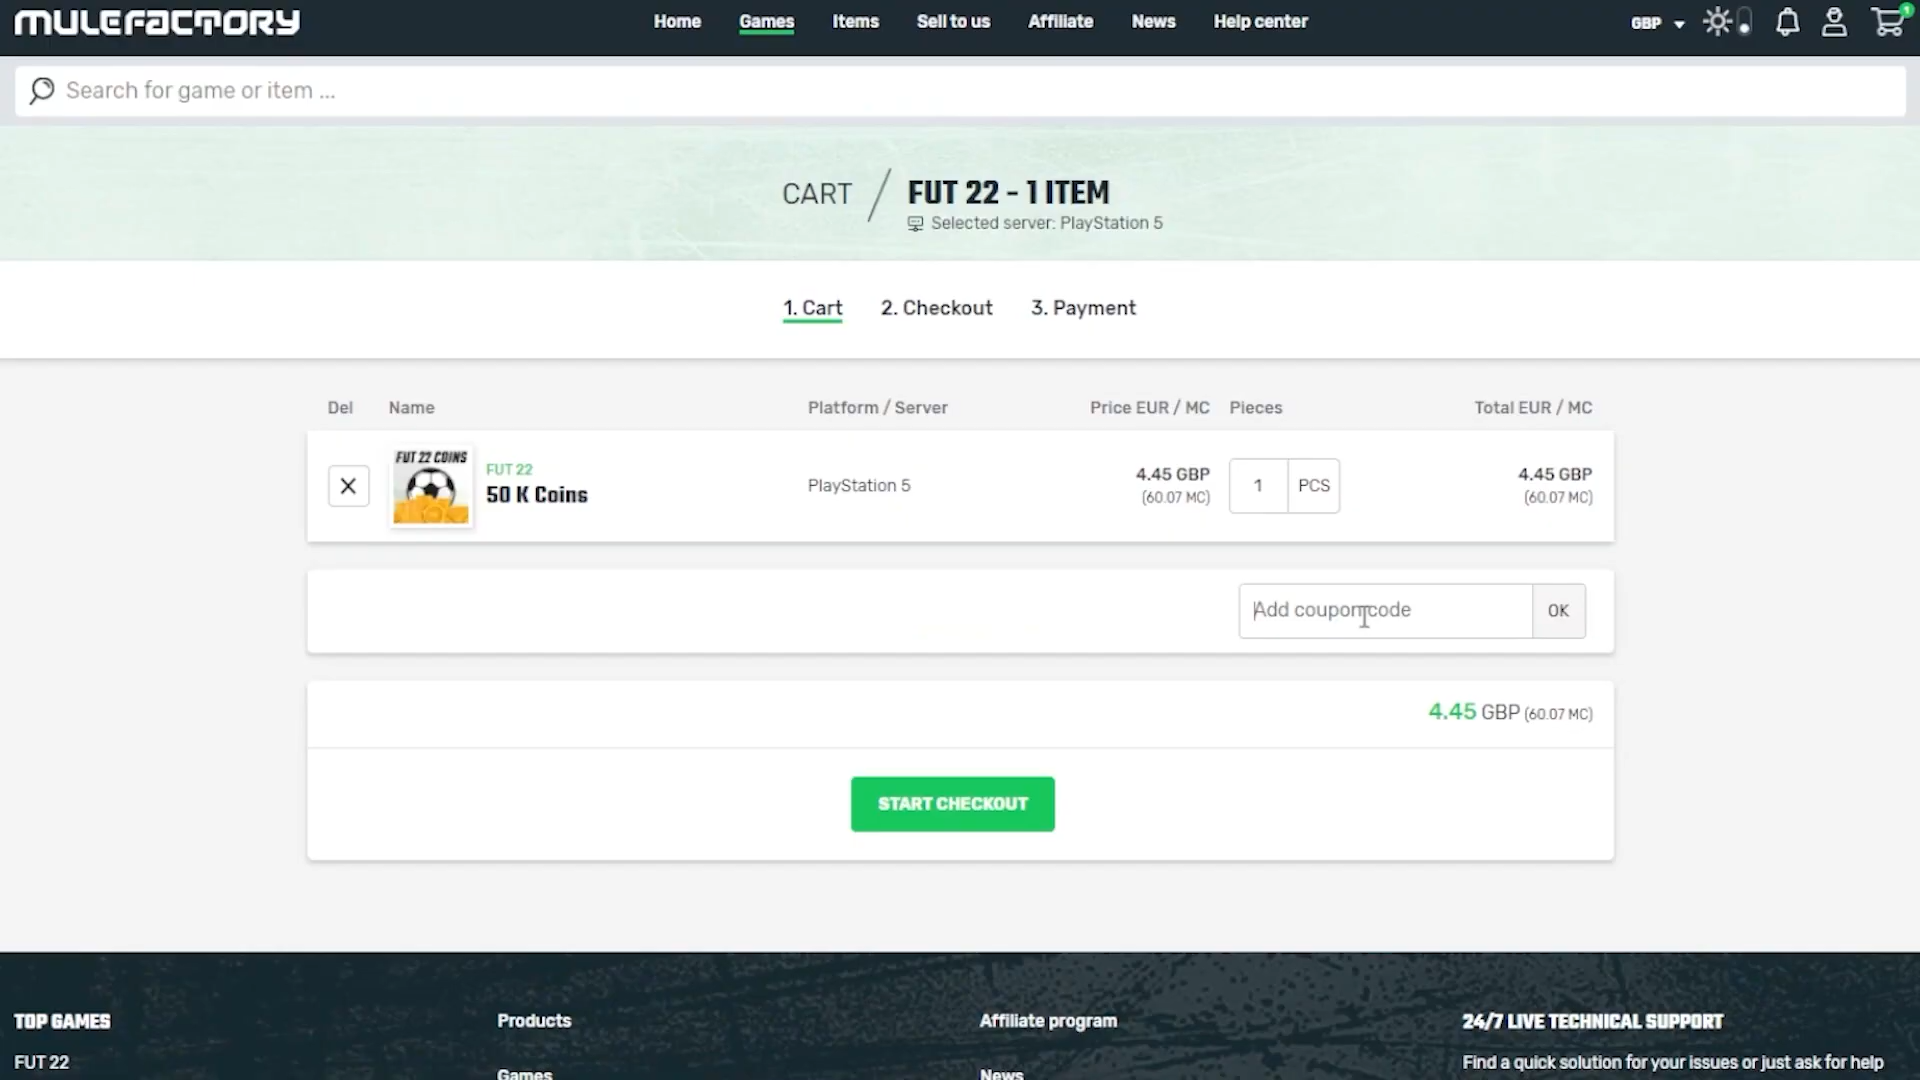 MULEFACTORY
Home Games Items Sell to us Affiliate News Help center
GBP
1
Search for game or item ...
CART / FUT 22 - 1 ITEM
Selected server: PlayStation 5
1. Cart 2. Checkout 3. Payment
Del Name Platform / Server Price EUR / MC Pieces Total EUR / MC
FUT 22 COINS
FUT 22
50 K Coins
PlayStation 5
4.45 GBP
(60.07 MC)
1 PCS
4.45 GBP
(60.07 MC)
Add coupon code OK
4.45 GBP (60.07 MC)
START CHECKOUT
TOP GAMES Products Affiliate program 24/7 LIVE TECHNICAL SUPPORT
FUT 22 Games News Find a quick solution for your issues or just ask for help